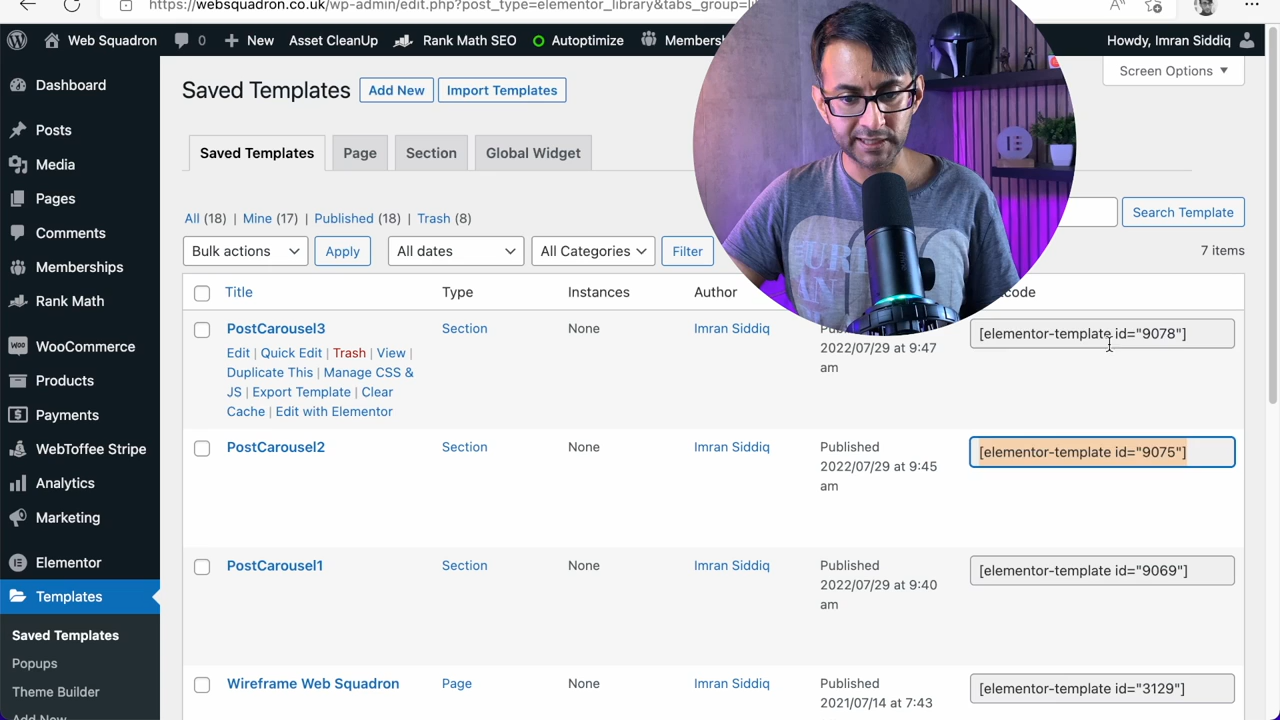 https://websquadron.co.uk/wp-admin/edit.php?post_type=elementor_library&tabs_group=
Web Squadron 0 New Asset CleanUp Rank Math SEO Autoptimize Howdy, Imran Siddiq
Screen Options
Dashboard
Posts
Media
Pages
Comments
Memberships
Rank Math
WooCommerce
Products
Payments
WebToffee Stripe
Analytics
Marketing
Elementor
Templates
Saved Templates
Popups
Theme Builder
Add New
Saved Templates Add New Import Templates
Saved Templates Page Section Global Widget
All (18) | Mine (17) | Published (18) | Trash (8)
Search Template
Bulk actions Apply All dates All Categories Filter
7 items
Title Type Instances Author
PostCarousel3 Section None Imran Siddiq
2022/07/29 at 9:47
am
[elementor-template id="9078"]
Edit | Quick Edit | Trash | View |
Duplicate This | Manage CSS &
JS | Export Template | Clear
Cache | Edit with Elementor
PostCarousel2 Section None Imran Siddiq Published
2022/07/29 at 9:45
am
[elementor-template id="9075"]
PostCarousel1 Section None Imran Siddiq Published
2022/07/29 at 9:40
am
[elementor-template id="9069"]
Wireframe Web Squadron Page None Imran Siddiq Published
2021/07/14 at 7:43
[elementor-template id="3129"]